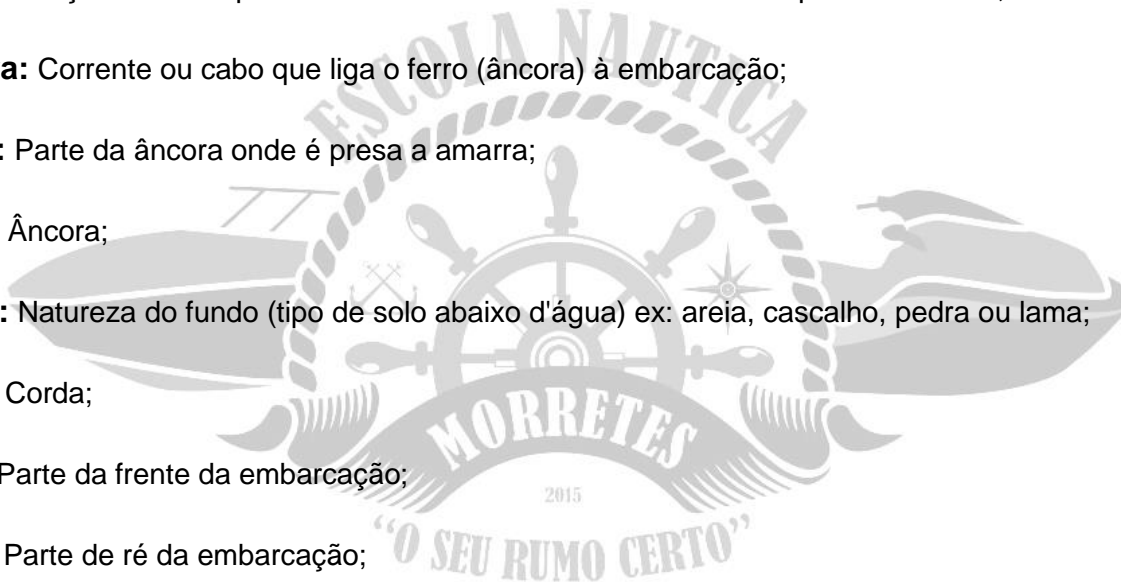 a: Corrente ou cabo que liga o ferro (âncora) à embarcação;
: Parte da âncora onde é presa a amarra;
Âncora;
: Natureza do fundo (tipo de solo abaixo d'água) ex: areia, cascalho, pedra ou lama;
Corda;
Parte da frente da embarcação;
Parte de ré da embarcação;
ESCOLA NAUTICA
MORRETES
2015
“O SEU RUMO CERTO”